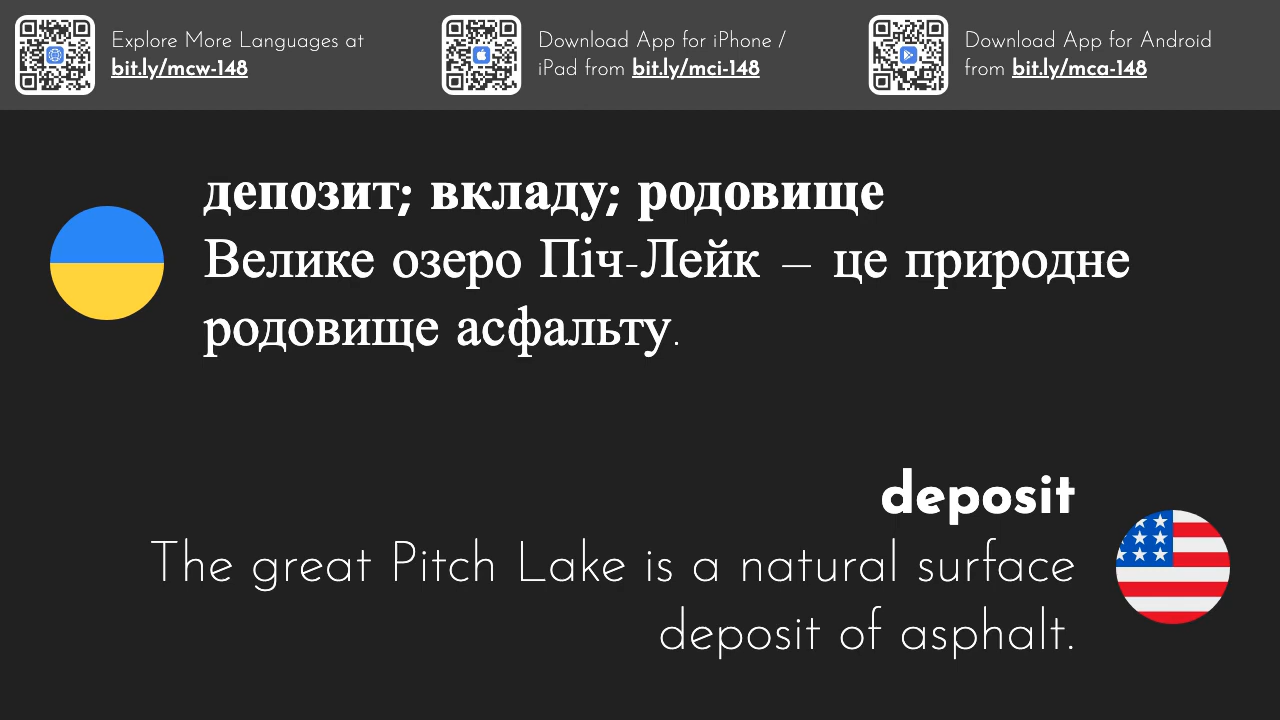 Explore More Languages at
bit.ly/mcw-148
Download App for iPhone /
iPad from bit.ly/mci-148
Download App for Android
from bit.ly/mca-148
депозит; вкладу; родовище
Велике озеро Піч-Лейк – це природне
родовище асфальту.
deposit
The great Pitch Lake is a natural surface
deposit of asphalt.